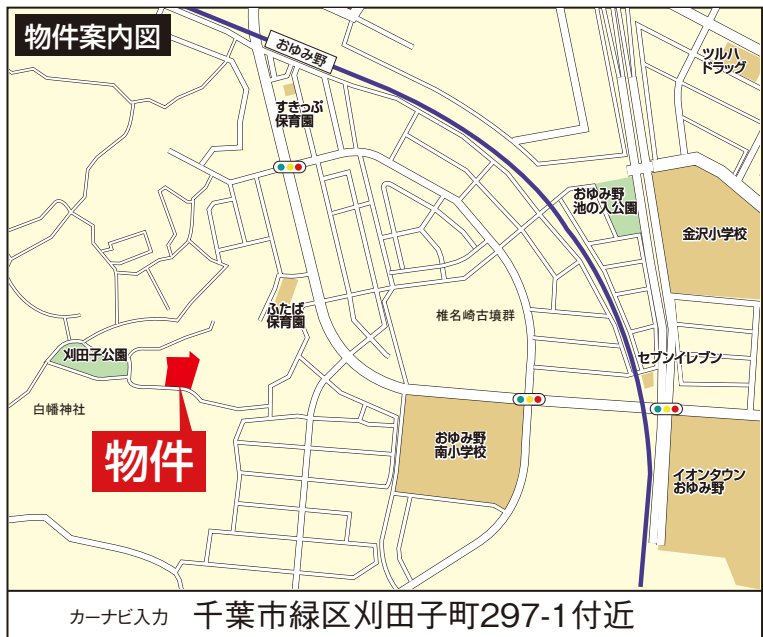 物件案内図
おゆみ野
ツルハ
ドラッグ
すきっぷ
保育園
おゆみ野
池の入公園
金沢小学校
ふたば
保育園
椎名崎古墳群
刈田子公園
セブンイレブン
白幡神社
物件
おゆみ野
南小学校
イオンタウン
おゆみ野
カーナビ入力 千葉市緑区刈田子町297-1付近